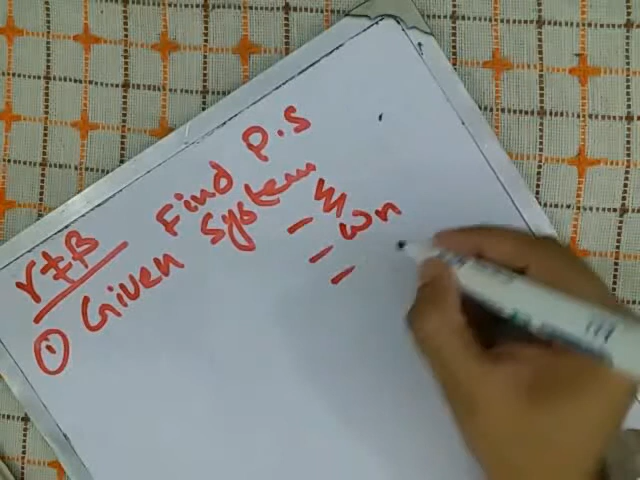 r ≠ β Find P.S
① Given System -
- ω
- ωn